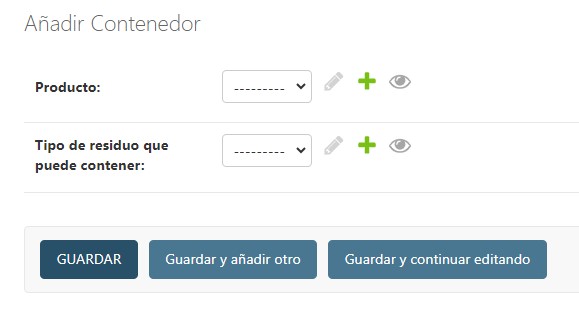 Añadir Contenedor
Producto: ---------
Tipo de residuo que
puede contener: ---------
GUARDAR Guardar y añadir otro Guardar y continuar editando